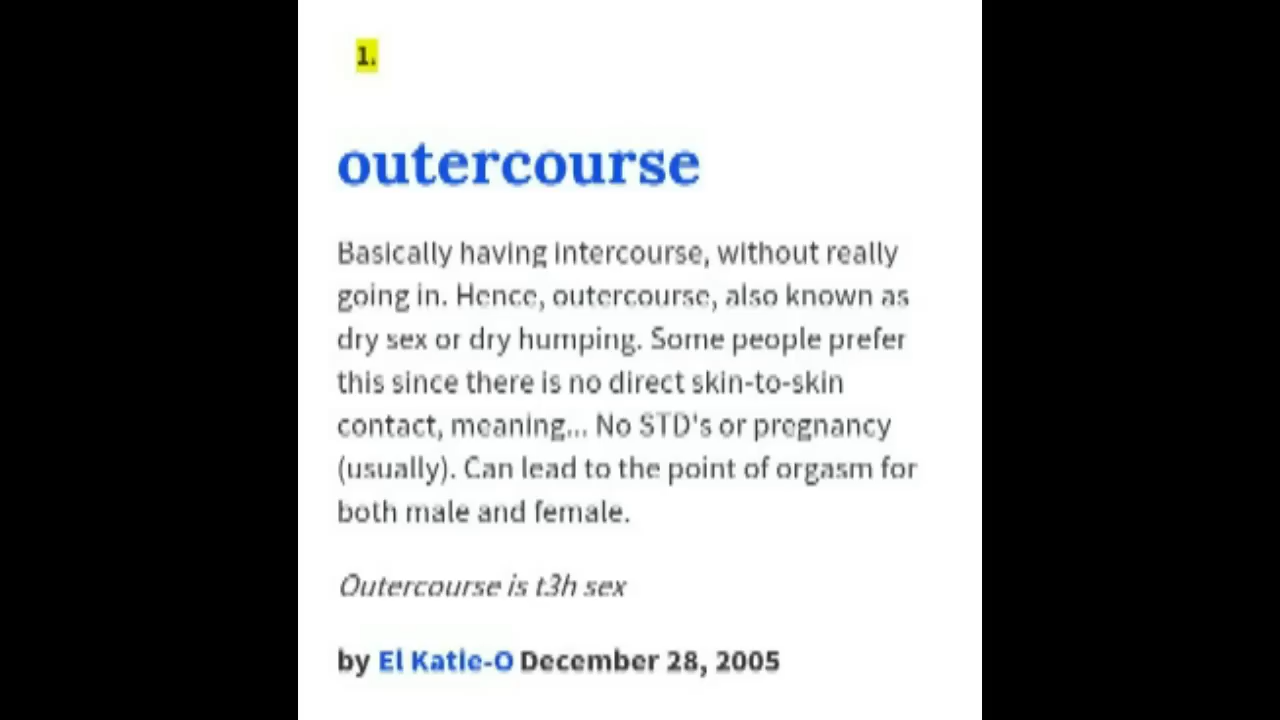 1.
outercourse
Basically having intercourse, without really
going in. Hence, outercourse, also known as
dry sex or dry humping. Some people prefer
this since there is no direct skin-to-skin
contact, meaning... No STD's or pregnancy
(usually). Can lead to the point of orgasm for
both male and female.
Outercourse is t3h sex
by El Katie-O December 28, 2005